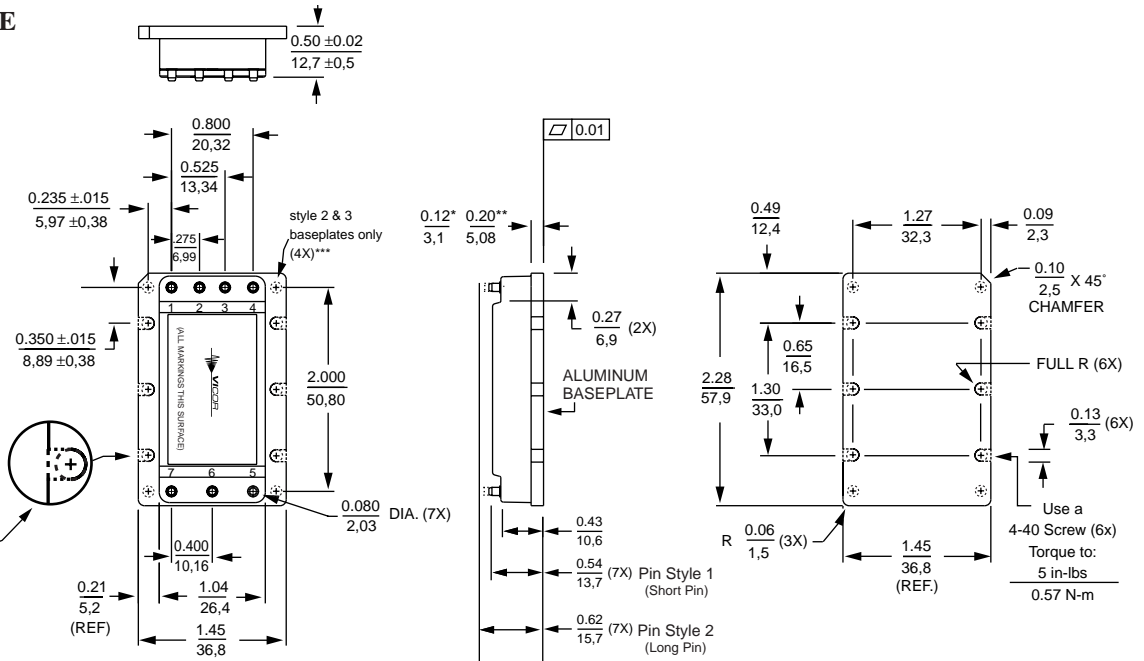 E
0.50 ±0.02
12,7 ±0,5
0.800
20,32
0.525
13,34
0.235 ±.015
5,97 ±0,38
.275
6,99
style 2 & 3
baseplates only
(4X)***
1 2 3 4
0.350 ±.015
8,89 ±0,38
(ALL MARKINGS THIS SURFACE)
VICOR
2.000
50,80
7 6 5
0.080
2,03
DIA. (7X)
0.400
10,16
0.21
5,2
(REF)
1.04
26,4
1.45
36,8
0.01
0.12* 0.20**
3,1 5,08
0.27
6,9
(2X)
ALUMINUM
BASEPLATE
0.43
10,6
0.54
13,7
(7X) Pin Style 1
(Short Pin)
0.62
15,7
(7X) Pin Style 2
(Long Pin)
0.49
12,4
1.27
32,3
0.09
2,3
0.10
2,5
X 45°
CHAMFER
0.65
16,5
2.28
57,9
1.30
33,0
FULL R (6X)
0.13
3,3
(6X)
R 0.06
1,5
(3X)
1.45
36,8
(REF.)
Use a
4-40 Screw (6x)
Torque to:
5 in-lbs
0.57 N-m